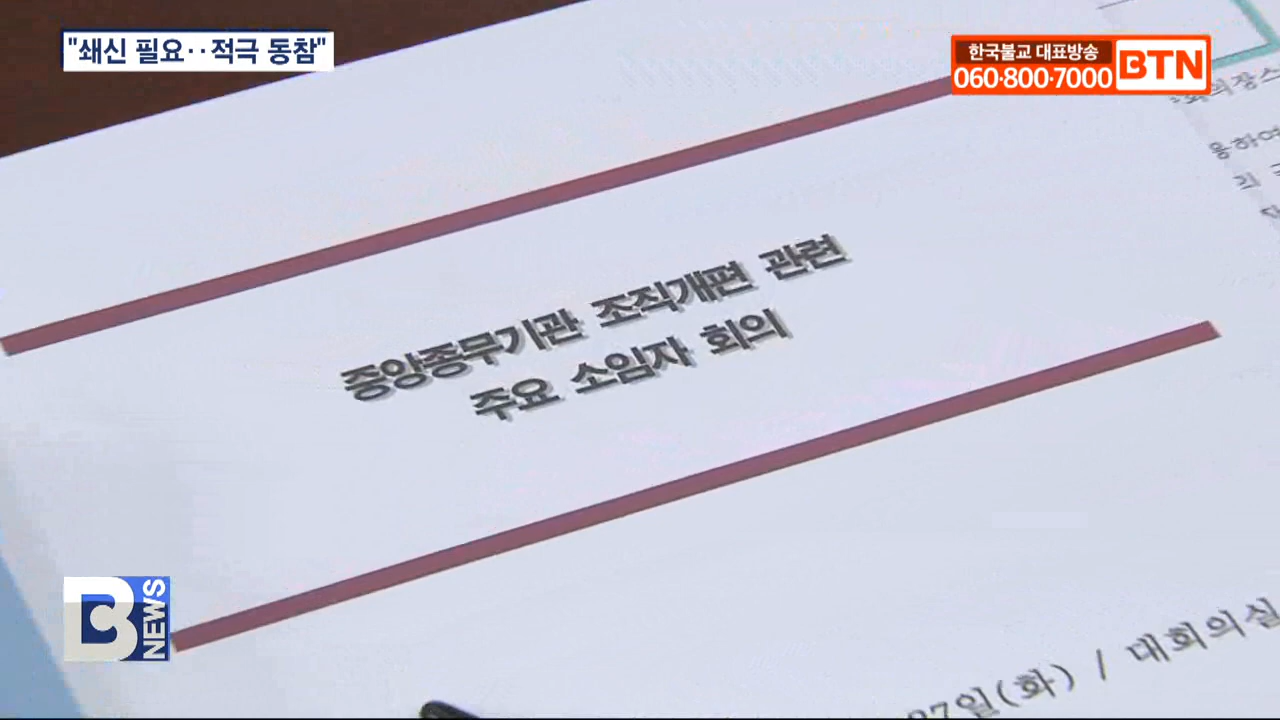 "쇄신 필요‥적극 동참"
한국불교 대표방송
060·800·7000
BTN
중앙종무기관 조직개편 관련
주요 소임자 회의
27일(화) / 대회의실
B NEWS